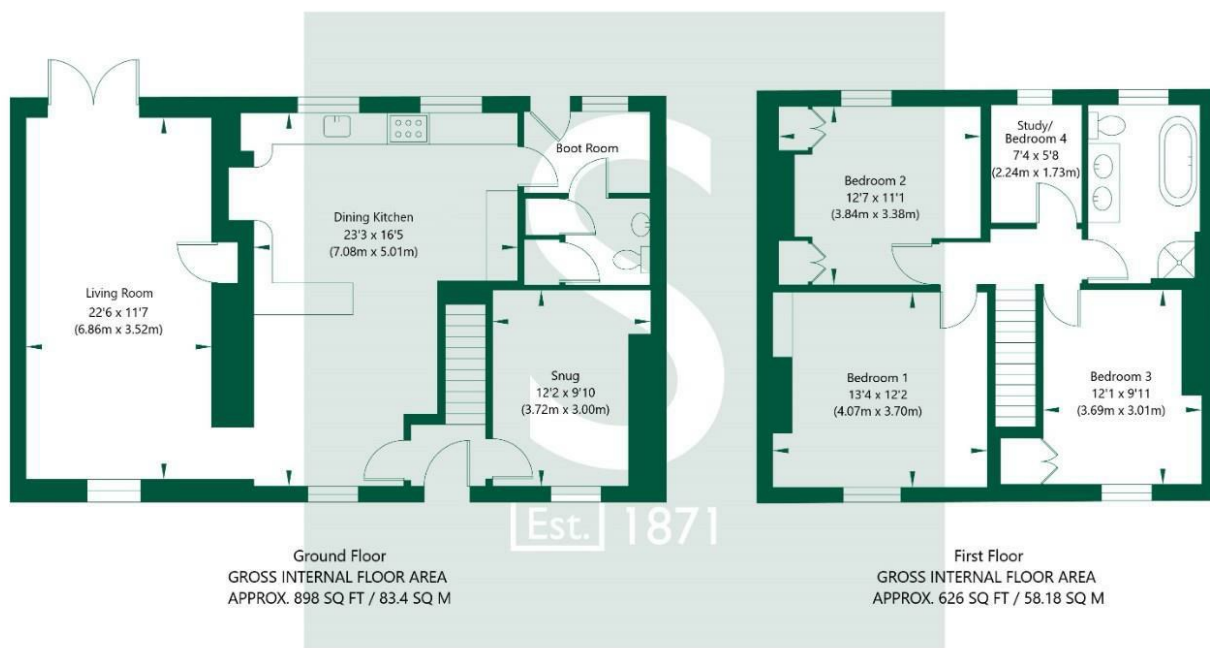 Boot Room
Dining Kitchen
23'3 x 16'5
(7.08m x 5.01m)
Living Room
22'6 x 11'7
(6.86m x 3.52m)
Snug
12'2 x 9'10
(3.72m x 3.00m)
Study/
Bedroom 4
7'4 x 5'8
(2.24m x 1.73m)
Bedroom 2
12'7 x 11'1
(3.84m x 3.38m)
Bedroom 1
13'4 x 12'2
(4.07m x 3.70m)
Bedroom 3
12'1 x 9'11
(3.69m x 3.01m)
S
Est. 1871
Ground Floor
GROSS INTERNAL FLOOR AREA
APPROX. 898 SQ FT / 83.4 SQ M
First Floor
GROSS INTERNAL FLOOR AREA
APPROX. 626 SQ FT / 58.18 SQ M